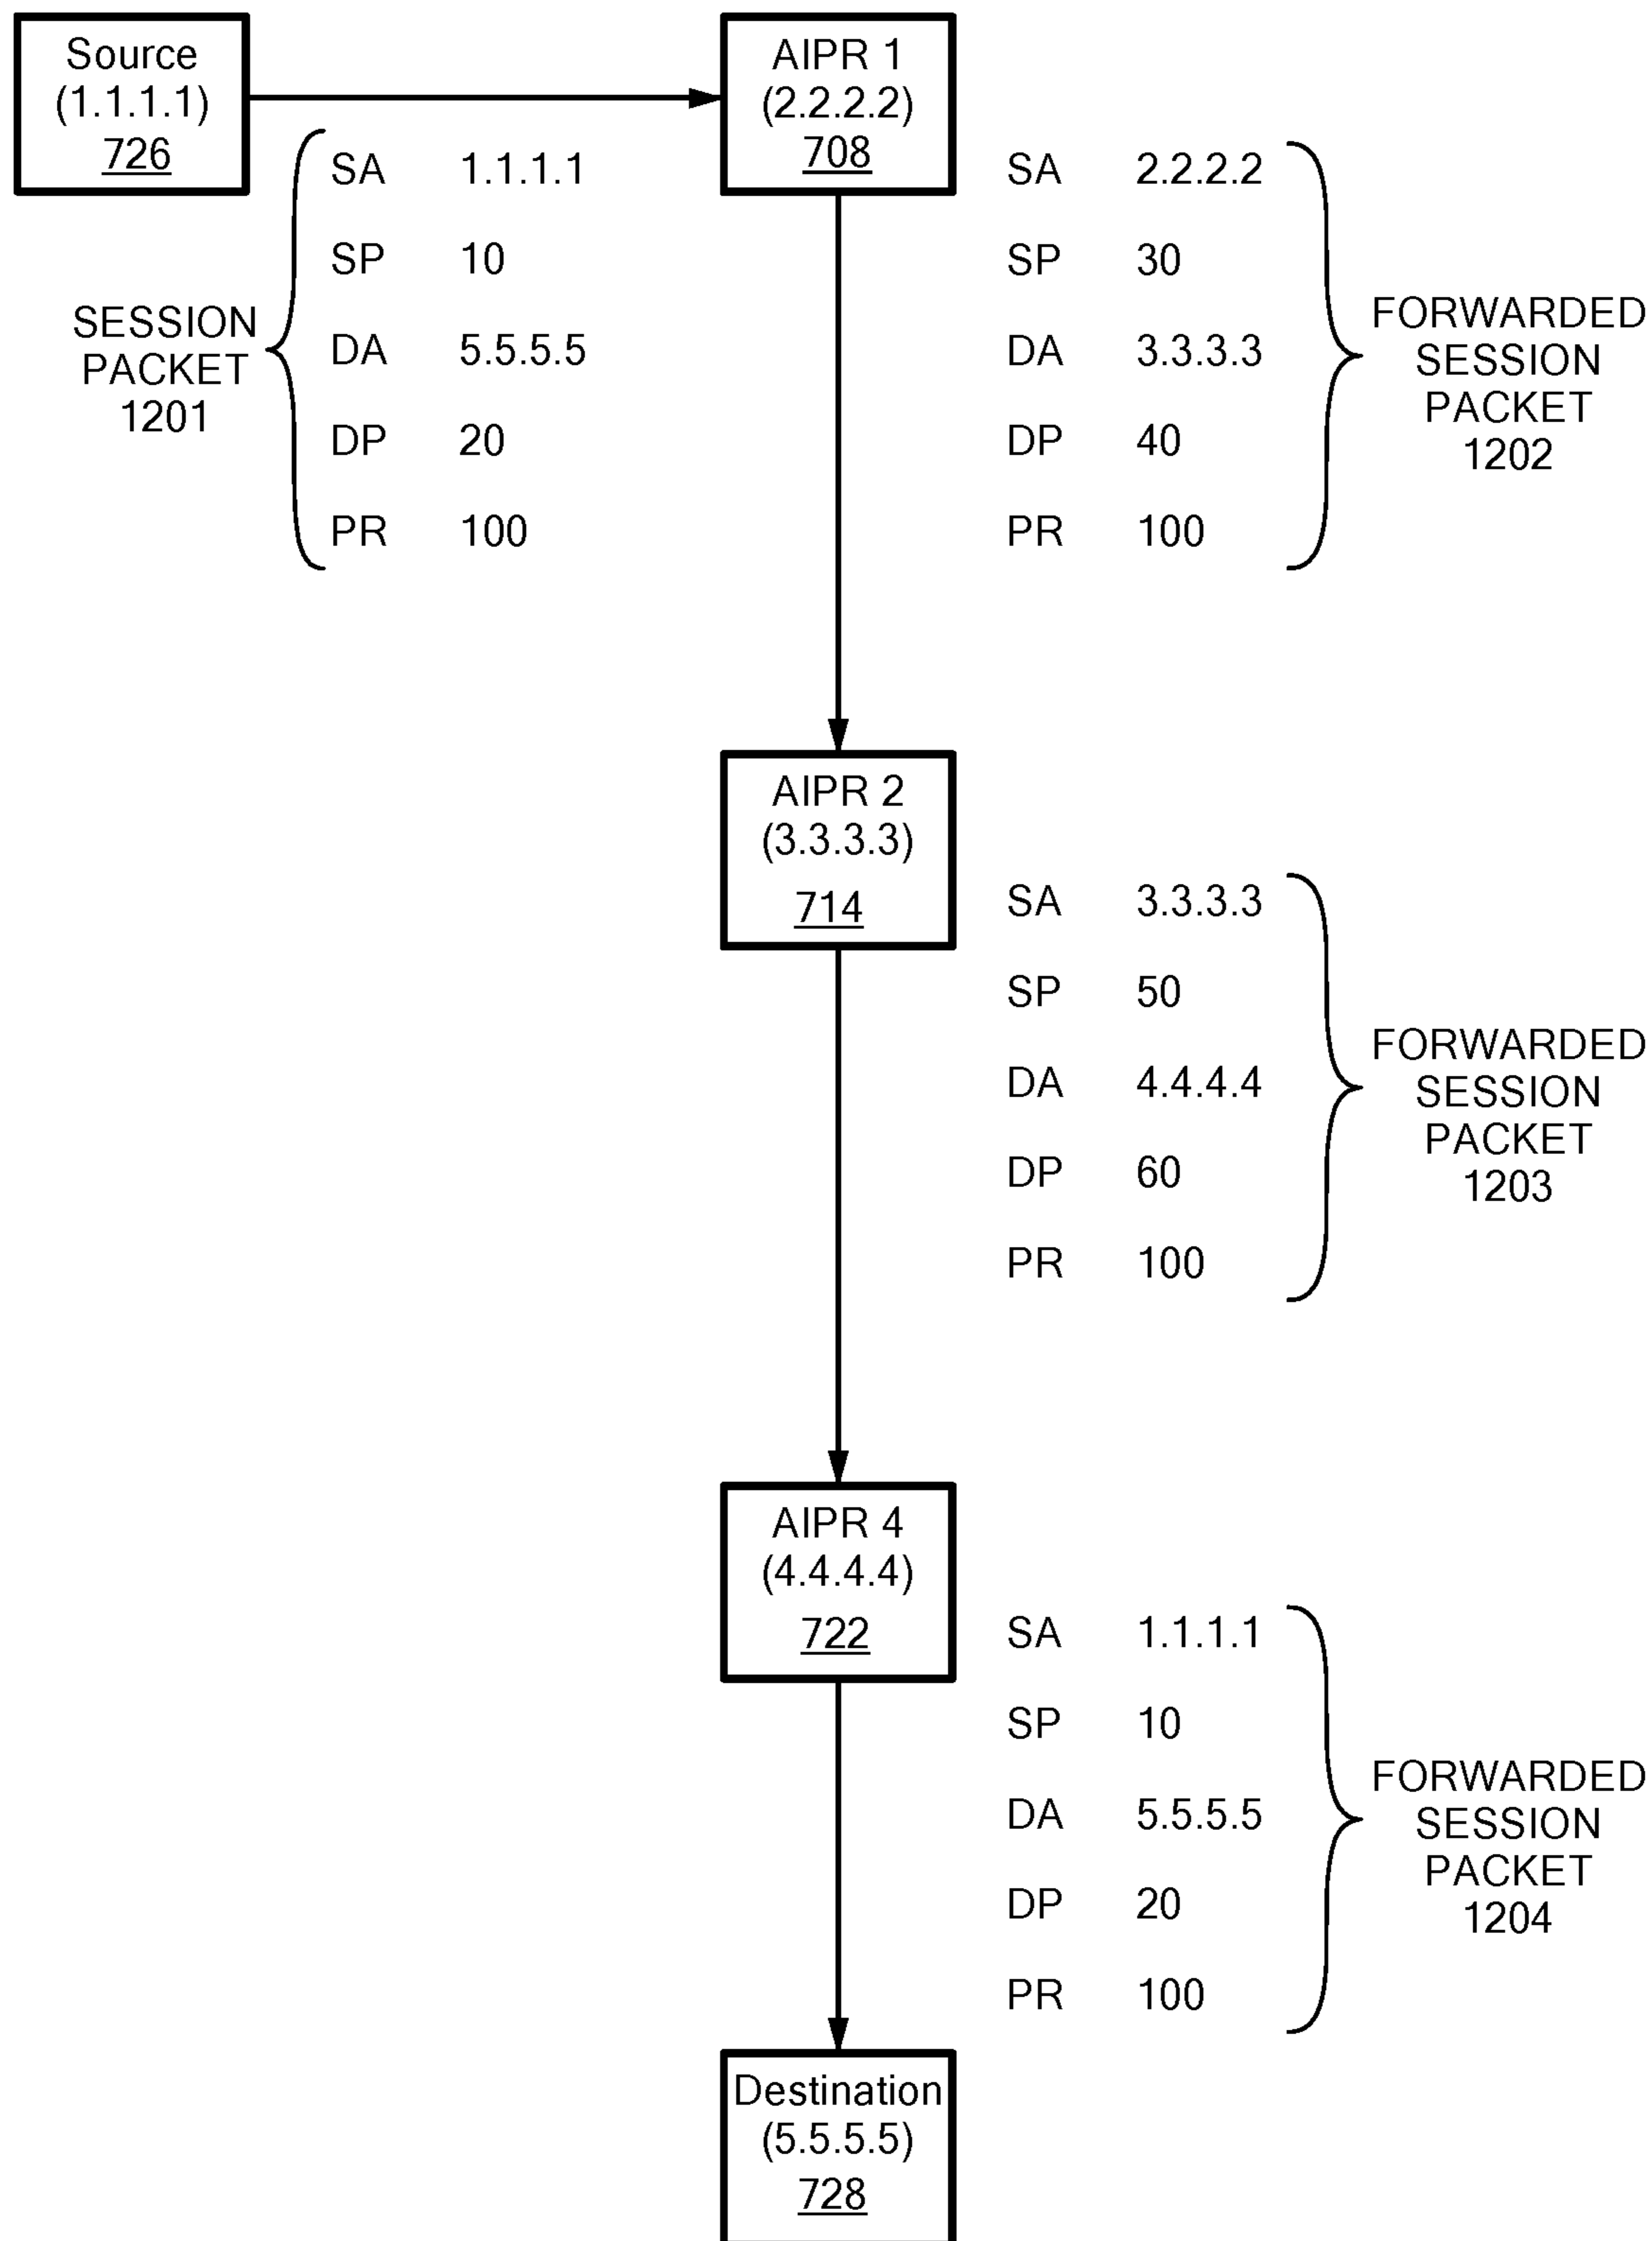 Source
(1.1.1.1)
726
AIPR 1
(2.2.2.2)
708
SESSION
PACKET
1201
SA 1.1.1.1
SP 10
DA 5.5.5.5
DP 20
PR 100
SA 2.2.2.2
SP 30
DA 3.3.3.3
DP 40
PR 100
FORWARDED
SESSION
PACKET
1202
AIPR 2
(3.3.3.3)
714
SA 3.3.3.3
SP 50
DA 4.4.4.4
DP 60
PR 100
FORWARDED
SESSION
PACKET
1203
AIPR 4
(4.4.4.4)
722
SA 1.1.1.1
SP 10
DA 5.5.5.5
DP 20
PR 100
FORWARDED
SESSION
PACKET
1204
Destination
(5.5.5.5)
728